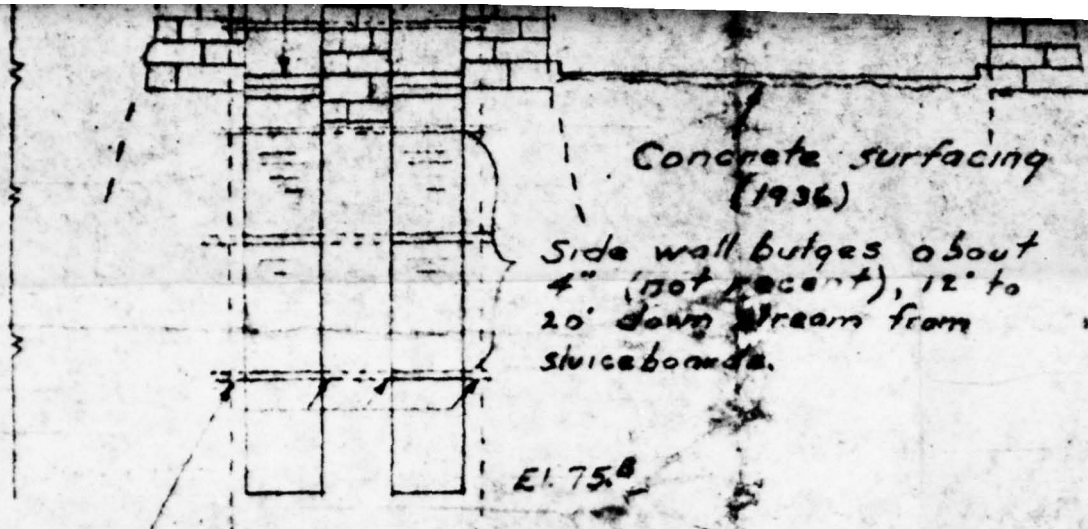 Concrete surfacing
(1936)
Side wall bulges about
4" (not recent), 12' to
20' down stream from
sluiceboards.
El. 75.8